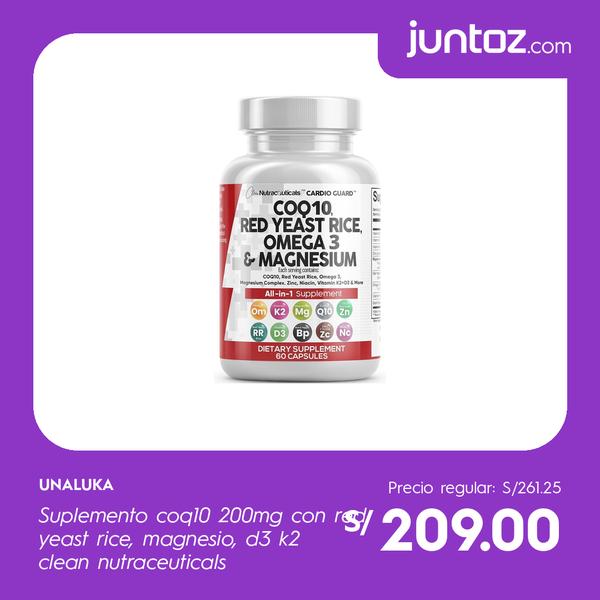 juntoz.com
Clean Nutraceuticals™ CARDIO GUARD™
COQ10,
RED YEAST RICE,
OMEGA 3
& MAGNESIUM
Each serving contains:
COQ10, Red Yeast Rice, Omega 3,
Magnesium Complex, Zinc, Niacin, Vitamin K2+D3 & More
All-in-1 Supplement
Om K2 Mg Q10 Zn
RR D3 Bp Zc Nc
DIETARY SUPPLEMENT
60 CAPSULES
UNALUKA
Suplemento coq10 200mg con red
yeast rice, magnesio, d3 k2
clean nutraceuticals
Precio regular: S/261.25
S/ 209.00